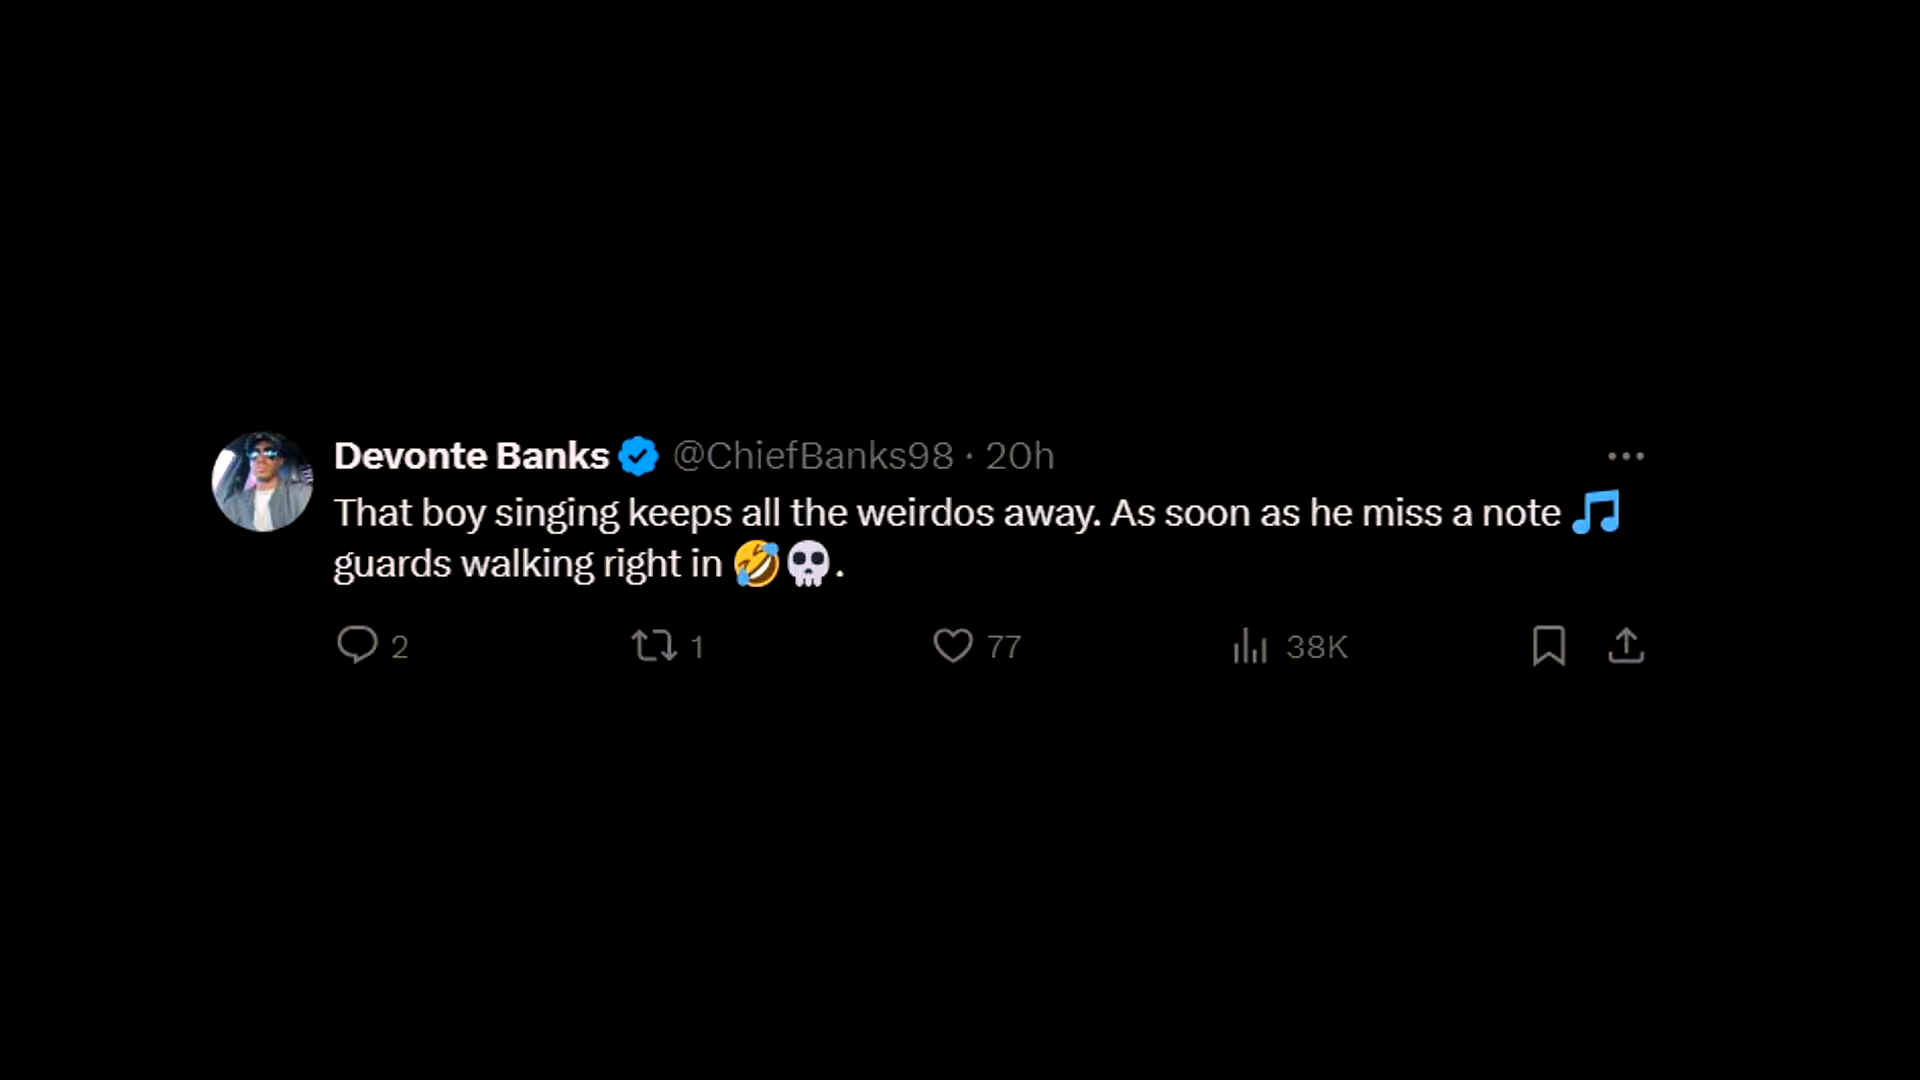 Devonte Banks @ChiefBanks98 · 20h
That boy singing keeps all the weirdos away. As soon as he miss a note 🎵
guards walking right in 🤣💀.
2 1 77 38K